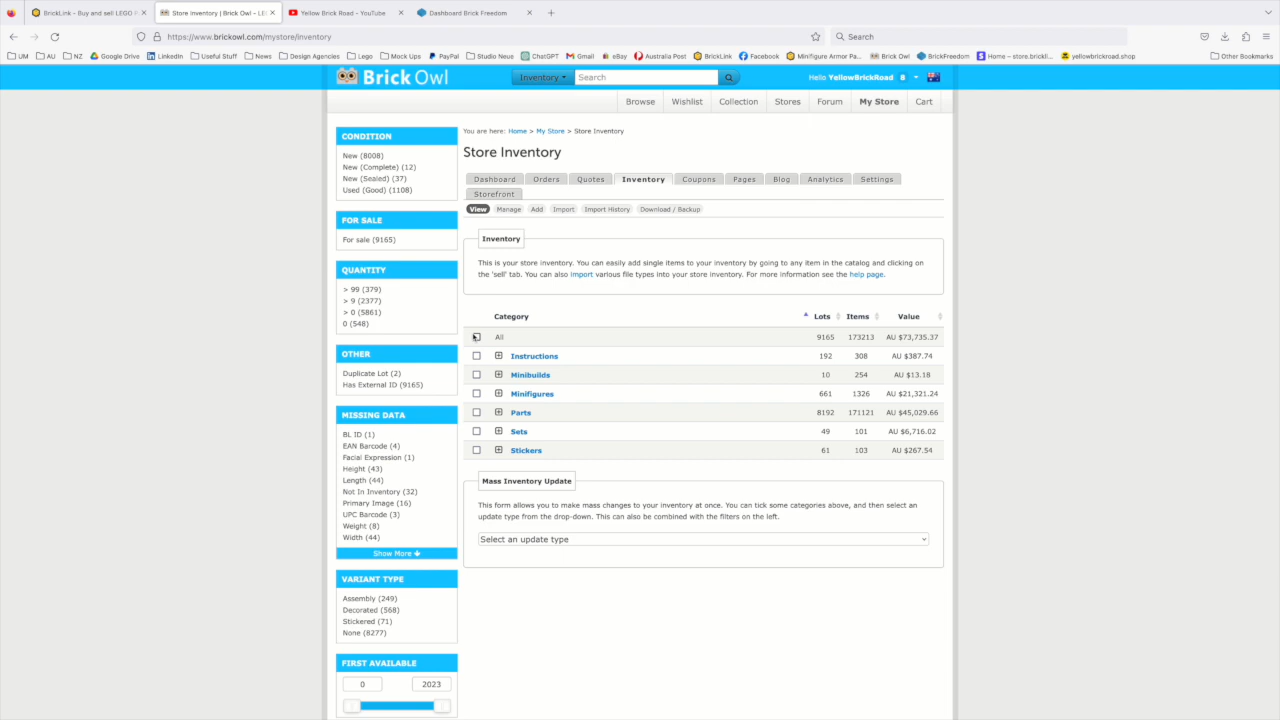 BrickLink - Buy and sell LEGO P
Store Inventory | Brick Owl - LE
Yellow Brick Road - YouTube
Dashboard Brick Freedom
https://www.brickowl.com/mystore/inventory
Search
UM
AU
NZ
Google Drive
LinkedIn
Useful Stuff
News
Design Agencies
Lego
Mock Ups
PayPal
Studio Neue
ChatGPT
Gmail
eBay
Australia Post
BrickLink
Facebook
Minifigure Armor Pa...
Brick Owl
BrickFreedom
Home – store.brickli...
yellowbrickroad.shop
Other Bookmarks
Brick Owl
Inventory
Search
Hello YellowBrickRoad 8
Browse
Wishlist
Collection
Stores
Forum
My Store
Cart
CONDITION
New (8008)
New (Complete) (12)
New (Sealed) (37)
Used (Good) (1108)
FOR SALE
For sale (9165)
QUANTITY
> 99 (379)
> 9 (2377)
> 0 (5861)
0 (548)
OTHER
Duplicate Lot (2)
Has External ID (9165)
MISSING DATA
BL ID (1)
EAN Barcode (4)
Facial Expression (1)
Height (43)
Length (44)
Not In Inventory (32)
Primary Image (16)
UPC Barcode (3)
Weight (8)
Width (44)
Show More
VARIANT TYPE
Assembly (249)
Decorated (568)
Stickered (71)
None (8277)
FIRST AVAILABLE
0 2023
You are here: Home > My Store > Store Inventory
Store Inventory
Dashboard
Orders
Quotes
Inventory
Coupons
Pages
Blog
Analytics
Settings
Storefront
View
Manage
Add
Import
Import History
Download / Backup
Inventory
This is your store inventory. You can easily add single items to your inventory by going to any item in the catalog and clicking on
the 'sell' tab. You can also import various file types into your store inventory. For more information see the help page.
Category Lots Items Value
All 9165 173213 AU $73,735.37
Instructions 192 308 AU $387.74
Minibuilds 10 254 AU $13.18
Minifigures 661 1326 AU $21,321.24
Parts 8192 171121 AU $45,029.66
Sets 49 101 AU $6,716.02
Stickers 61 103 AU $267.54
Mass Inventory Update
This form allows you to make mass changes to your inventory at once. You can tick some categories above, and then select an
update type from the drop-down. This can also be combined with the filters on the left.
Select an update type